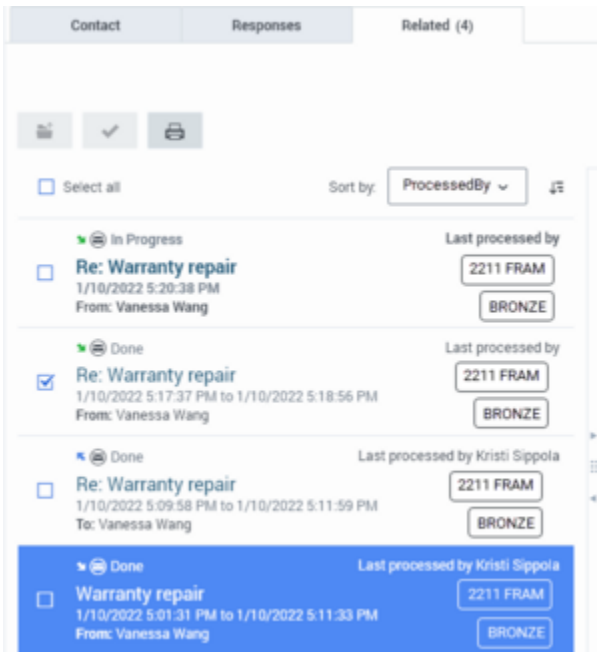 Contact Responses Related (4)
Select all Sort by: ProcessedBy
In Progress Last processed by
Re: Warranty repair 2211 FRAM
1/10/2022 5:20:38 PM
From: Vanessa Wang BRONZE
Done Last processed by
Re: Warranty repair 2211 FRAM
1/10/2022 5:17:37 PM to 1/10/2022 5:18:56 PM
From: Vanessa Wang BRONZE
Done Last processed by Kristi Sippola
Re: Warranty repair 2211 FRAM
1/10/2022 5:09:58 PM to 1/10/2022 5:11:59 PM
To: Vanessa Wang BRONZE
Done Last processed by Kristi Sippola
Warranty repair 2211 FRAM
1/10/2022 5:01:31 PM to 1/10/2022 5:11:33 PM
From: Vanessa Wang BRONZE